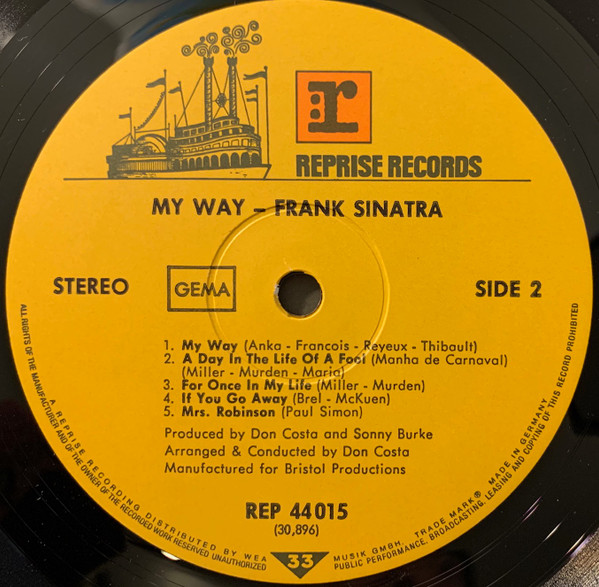 r
REPRISE RECORDS
MY WAY – FRANK SINATRA
STEREO
GEMA
SIDE 2
1. My Way (Anka - Francois - Reyeux - Thibault)
2. A Day In The Life Of A Fool (Manha de Carnaval)
(Miller - Murden - Maria)
3. For Once In My Life (Miller - Murden)
4. If You Go Away (Brel - McKuen)
5. Mrs. Robinson (Paul Simon)
Produced by Don Costa and Sonny Burke
Arranged & Conducted by Don Costa
Manufactured for Bristol Productions
REP 44 015
(30,896)
33
A REPRISE RECORDING DISTRIBUTED BY WEA MUSIK GMBH. TRADE MARK® MADE IN GERMANY
ALL RIGHTS OF THE MANUFACTURER AND OF THE OWNER OF THE RECORDED WORK RESERVED UNAUTHORIZED PUBLIC PERFORMANCE, BROADCASTING, LEASING AND COPYING OF THIS RECORD PROHIBITED